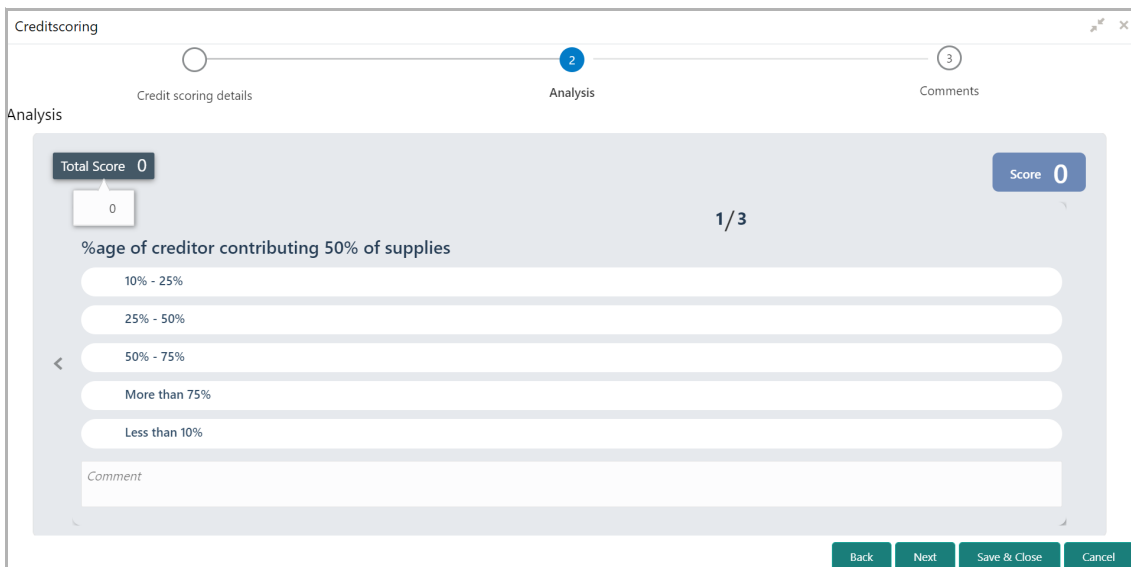 Creditscoring
2
3
Credit scoring details
Analysis
Comments
Analysis
Total Score 0
Score 0
0
1/3
%age of creditor contributing 50% of supplies
10% - 25%
25% - 50%
50% - 75%
More than 75%
Less than 10%
Comment
Back
Next
Save & Close
Cancel